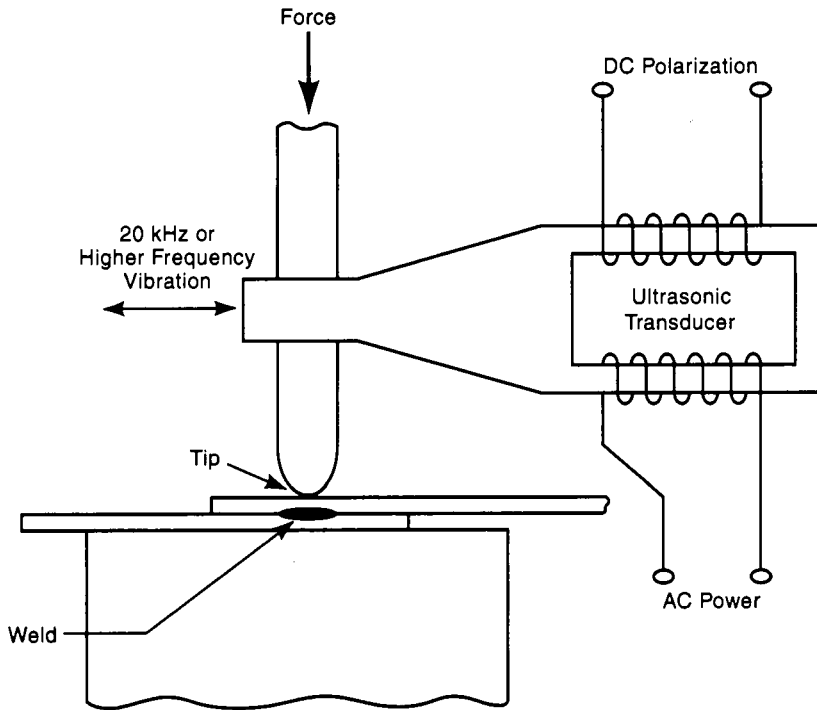 Force
DC Polarization
20 kHz or
Higher Frequency
Vibration
Ultrasonic
Transducer
Tip
AC Power
Weld